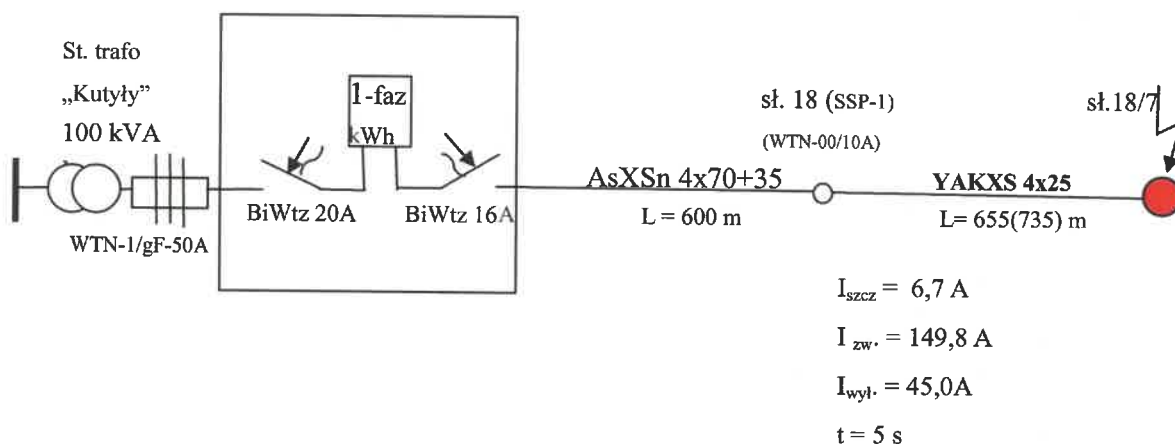 St. trafo
„Kutyły”
100 kVA
WTN-1/gF-50A
1-faz
kWh
BiWtz 20A
BiWtz 16A
AsXSn 4x70+35
L = 600 m
sł. 18 (SSP-1)
(WTN-00/10A)
YAKXS 4x25
L= 655(735) m
sł.18/7
Iszcz = 6,7 A
I zw. = 149,8 A
Iwył. = 45,0A
t = 5 s